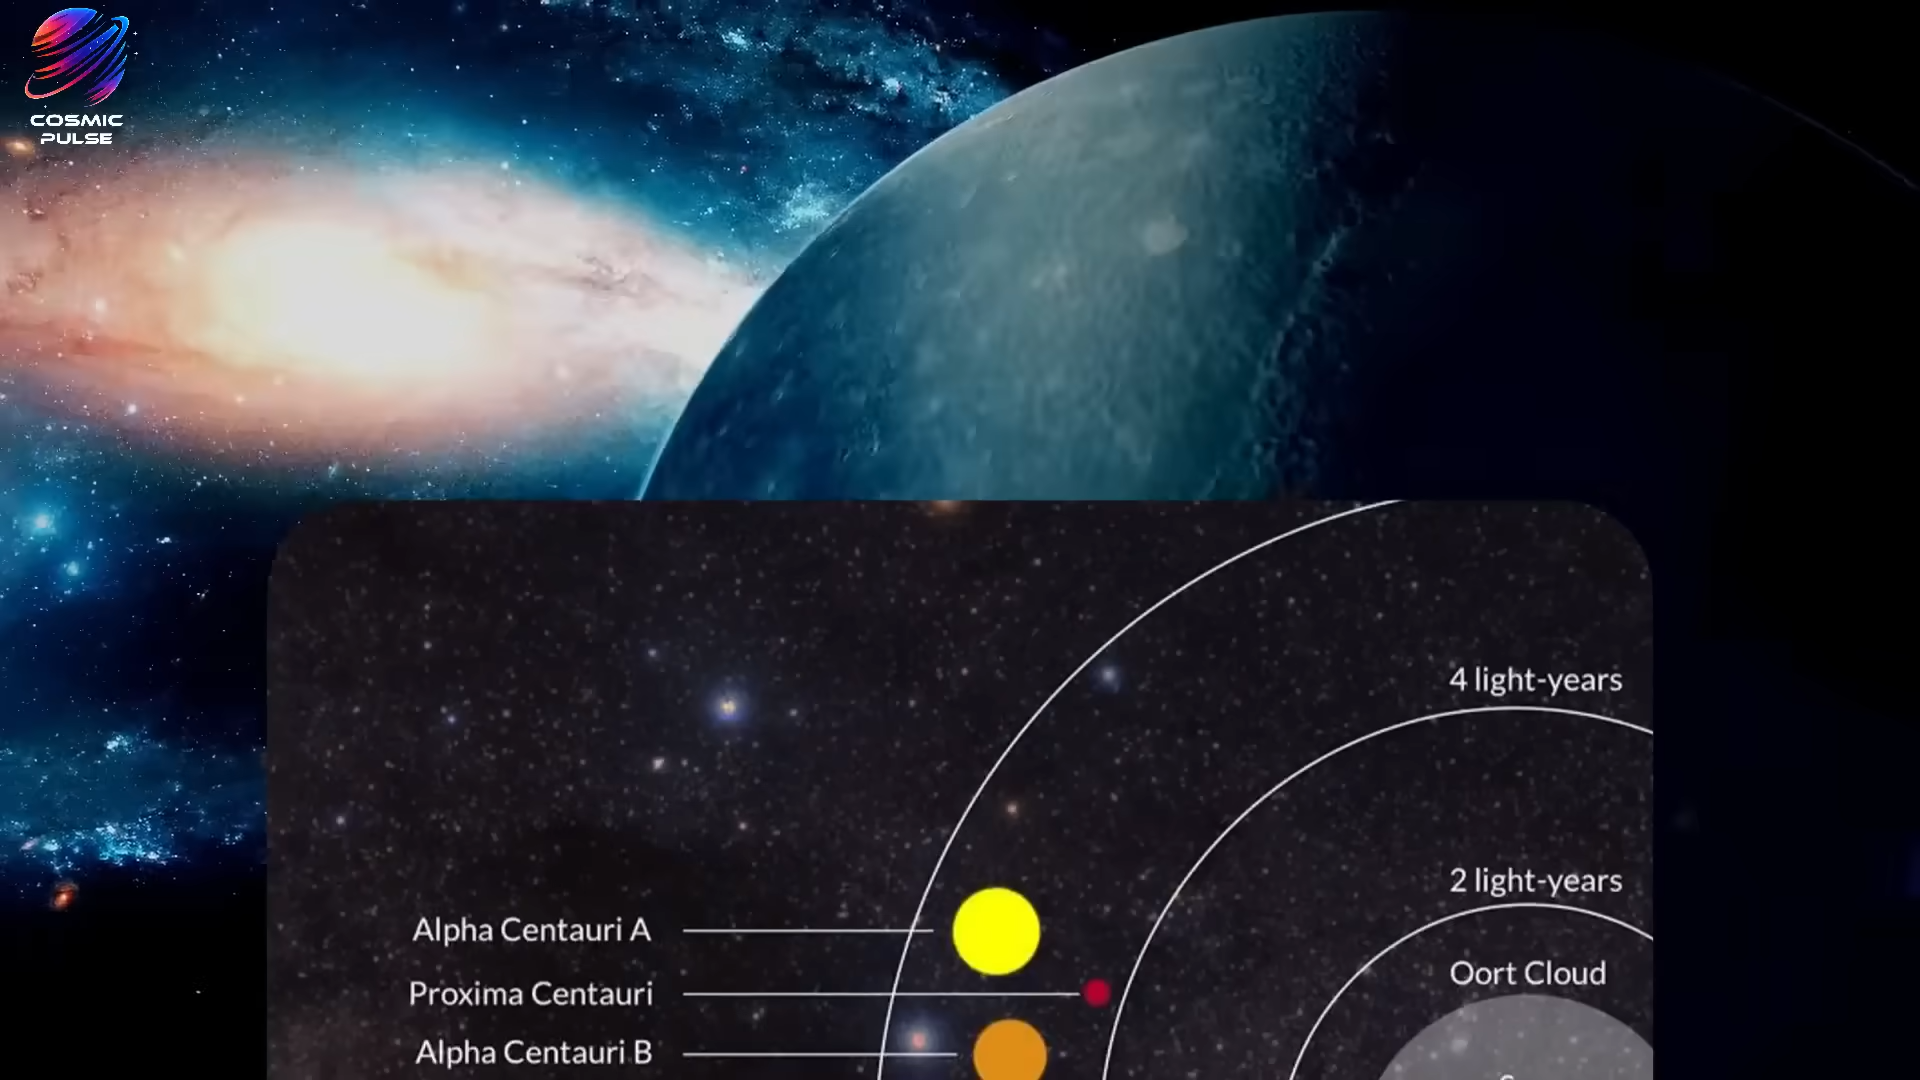 COSMIC
PULSE
4 light-years
2 light-years
Oort Cloud
Alpha Centauri A
Proxima Centauri
Alpha Centauri B